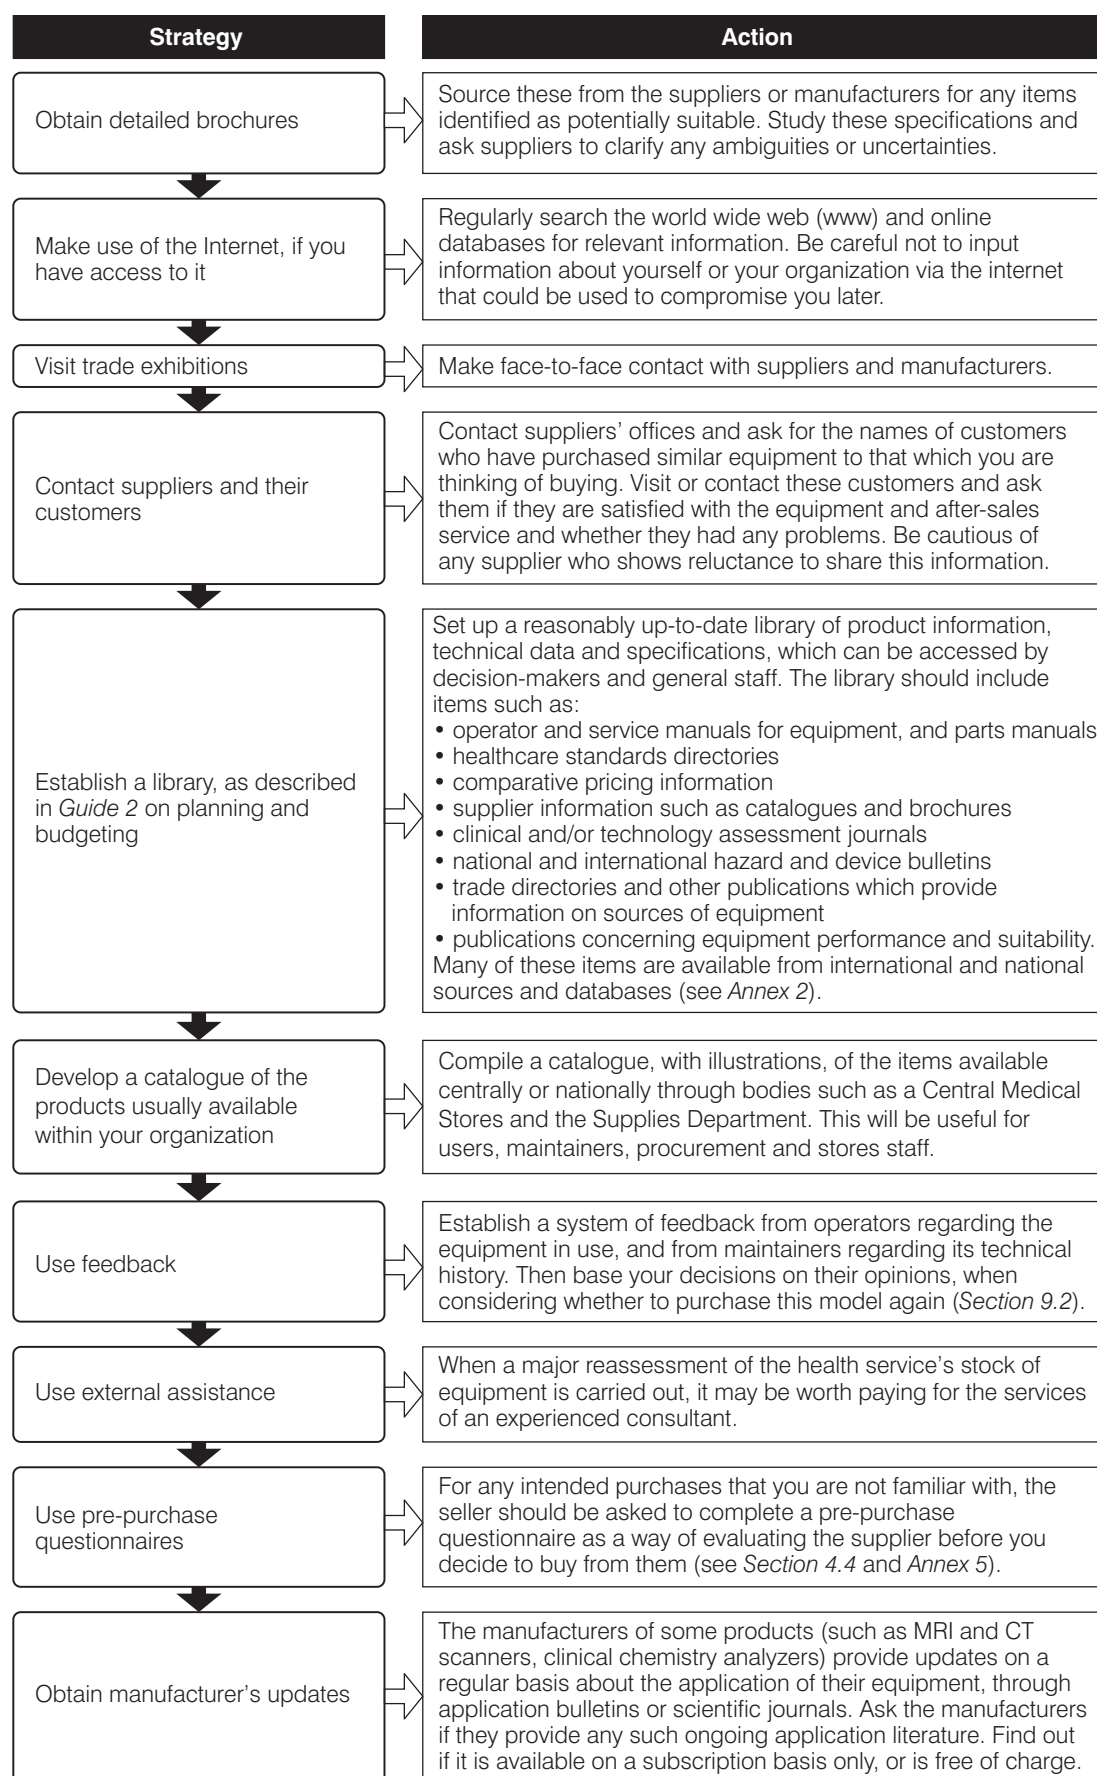 Strategy
Action
Obtain detailed brochures
Source these from the suppliers or manufacturers for any items
identified as potentially suitable. Study these specifications and
ask suppliers to clarify any ambiguities or uncertainties.
Make use of the Internet, if you
have access to it
Regularly search the world wide web (www) and online
databases for relevant information. Be careful not to input
information about yourself or your organization via the internet
that could be used to compromise you later.
Visit trade exhibitions
Make face-to-face contact with suppliers and manufacturers.
Contact suppliers and their
customers
Contact suppliers’ offices and ask for the names of customers
who have purchased similar equipment to that which you are
thinking of buying. Visit or contact these customers and ask
them if they are satisfied with the equipment and after-sales
service and whether they had any problems. Be cautious of
any supplier who shows reluctance to share this information.
Establish a library, as described
in Guide 2 on planning and
budgeting
Set up a reasonably up-to-date library of product information,
technical data and specifications, which can be accessed by
decision-makers and general staff. The library should include
items such as:
• operator and service manuals for equipment, and parts manuals
• healthcare standards directories
• comparative pricing information
• supplier information such as catalogues and brochures
• clinical and/or technology assessment journals
• national and international hazard and device bulletins
• trade directories and other publications which provide
information on sources of equipment
• publications concerning equipment performance and suitability.
Many of these items are available from international and national
sources and databases (see Annex 2).
Develop a catalogue of the
products usually available
within your organization
Compile a catalogue, with illustrations, of the items available
centrally or nationally through bodies such as a Central Medical
Stores and the Supplies Department. This will be useful for
users, maintainers, procurement and stores staff.
Use feedback
Establish a system of feedback from operators regarding the
equipment in use, and from maintainers regarding its technical
history. Then base your decisions on their opinions, when
considering whether to purchase this model again (Section 9.2).
Use external assistance
When a major reassessment of the health service’s stock of
equipment is carried out, it may be worth paying for the services
of an experienced consultant.
Use pre-purchase
questionnaires
For any intended purchases that you are not familiar with, the
seller should be asked to complete a pre-purchase
questionnaire as a way of evaluating the supplier before you
decide to buy from them (see Section 4.4 and Annex 5).
Obtain manufacturer’s updates
The manufacturers of some products (such as MRI and CT
scanners, clinical chemistry analyzers) provide updates on a
regular basis about the application of their equipment, through
application bulletins or scientific journals. Ask the manufacturers
if they provide any such ongoing application literature. Find out
if it is available on a subscription basis only, or is free of charge.